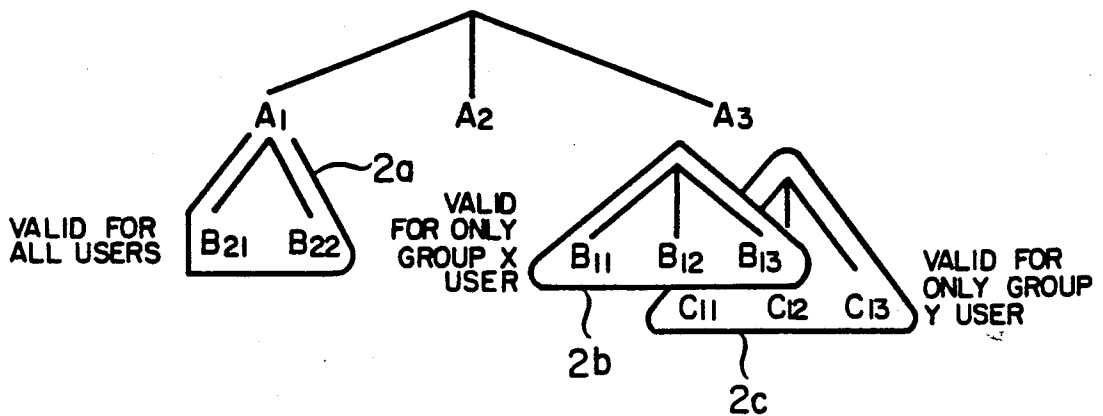 A1 A2 A3
2a
VALID FOR
ALL USERS
B21 B22
VALID
FOR ONLY
GROUP X
USER
B11 B12 B13
C11 C12 C13
VALID FOR
ONLY GROUP
Y USER
2b
2c